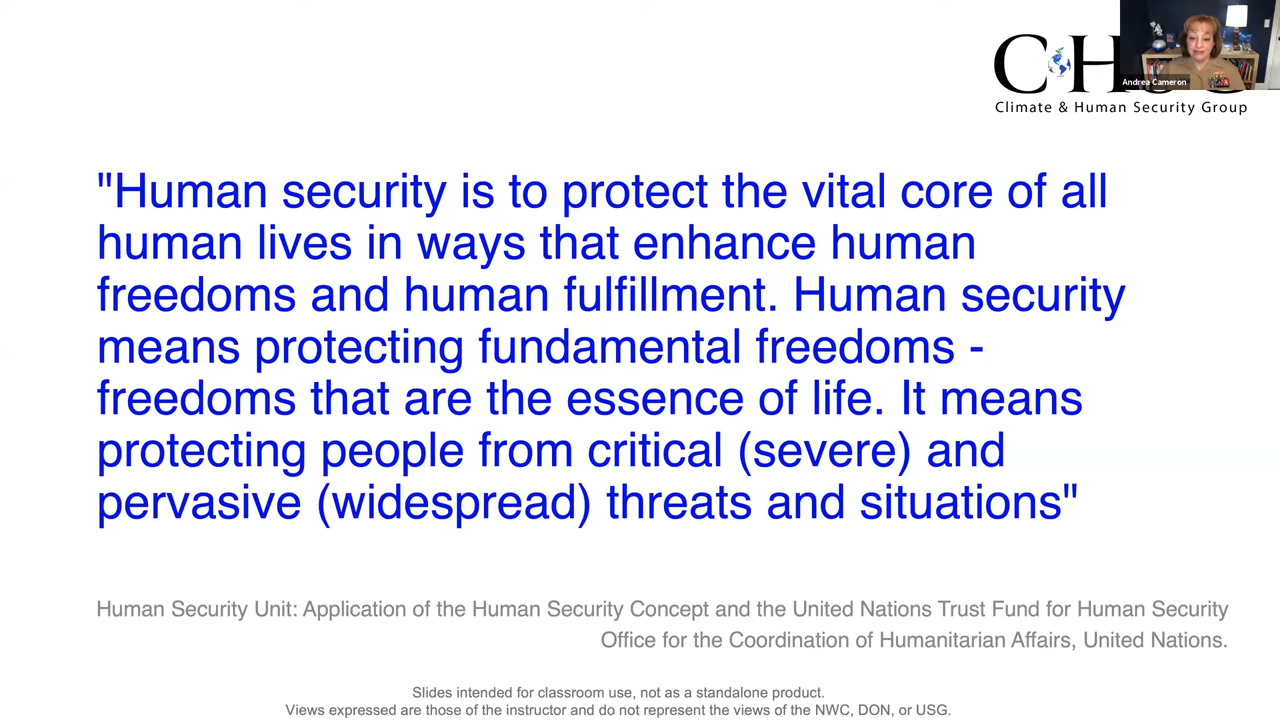 Andrea Cameron
Climate & Human Security Group
"Human security is to protect the vital core of all
human lives in ways that enhance human
freedoms and human fulfillment. Human security
means protecting fundamental freedoms -
freedoms that are the essence of life. It means
protecting people from critical (severe) and
pervasive (widespread) threats and situations"
Human Security Unit: Application of the Human Security Concept and the United Nations Trust Fund for Human Security
Office for the Coordination of Humanitarian Affairs, United Nations.
Slides intended for classroom use, not as a standalone product.
Views expressed are those of the instructor and do not represent the views of the NWC, DON, or USG.